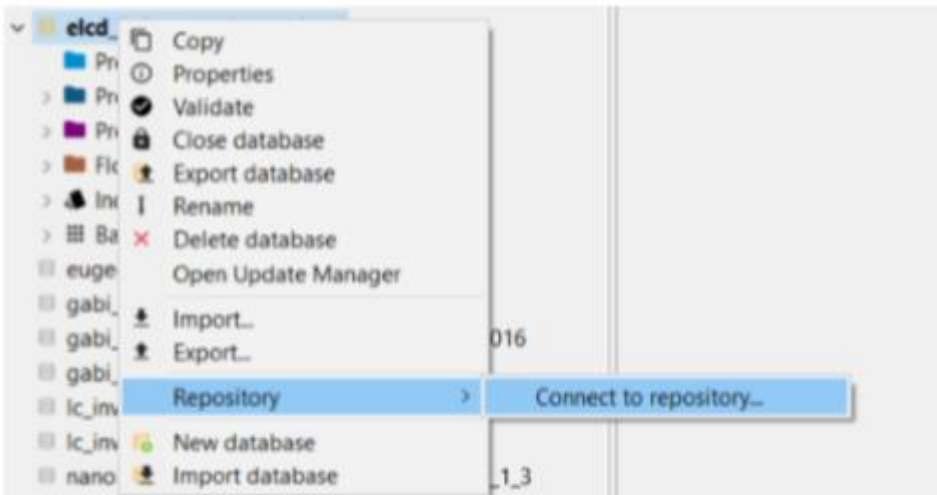 elcd_
Copy
Pr
Properties
Pr
Validate
Pr
Close database
Flo
Export database
Ind
Rename
Ba
Delete database
euge
Open Update Manager
gabi_
Import...
gabi_
016
Export...
gabi_
Repository
Connect to repository...
lc_inv
lc_inv
New database
nano
Import database
_1_3